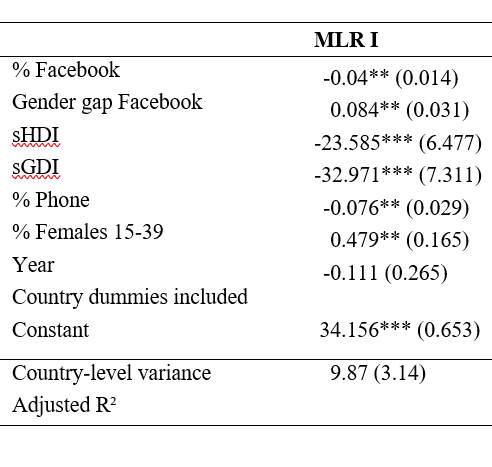 MLR I
% Facebook -0.04** (0.014)
Gender gap Facebook 0.084** (0.031)
sHDI -23.585*** (6.477)
sGDI -32.971*** (7.311)
% Phone -0.076** (0.029)
% Females 15-39 0.479** (0.165)
Year -0.111 (0.265)
Country dummies included
Constant 34.156*** (0.653)
Country-level variance 9.87 (3.14)
Adjusted R²